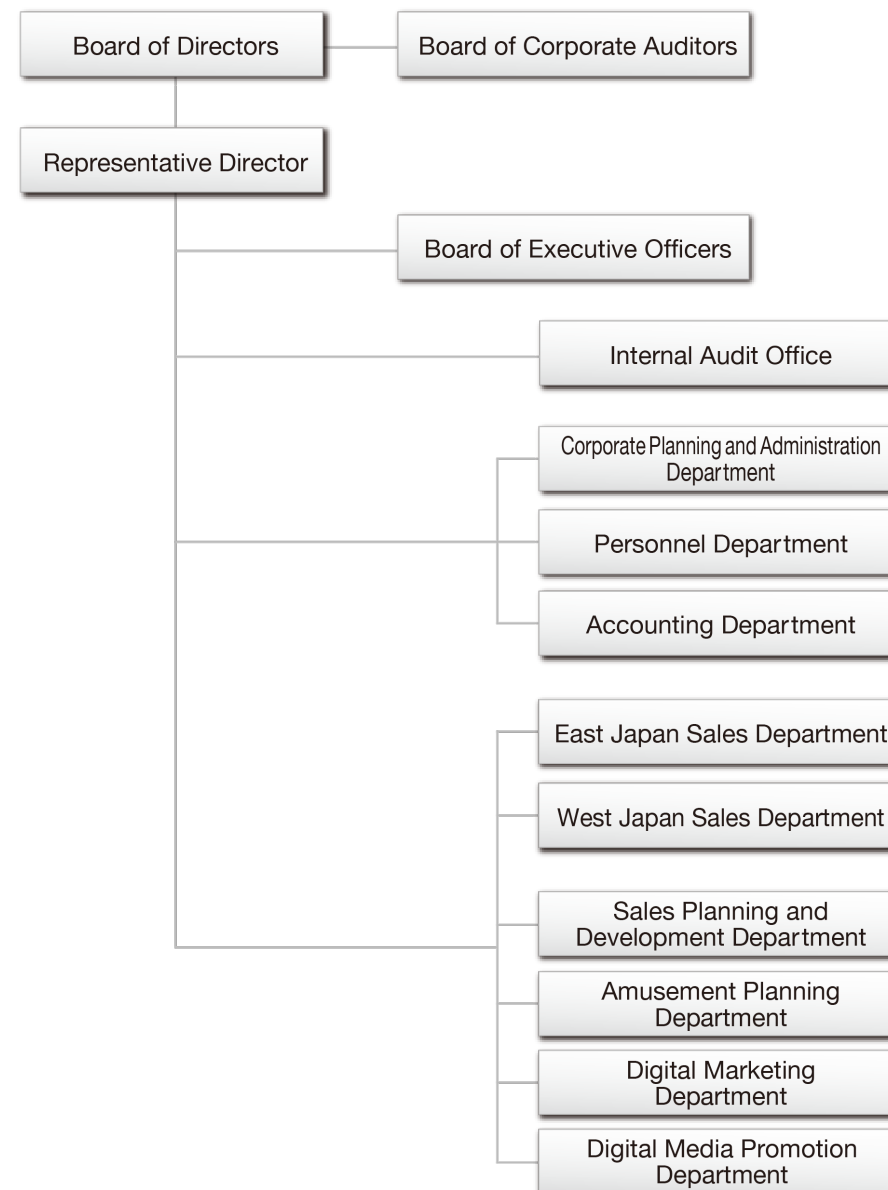 Board of Directors
Board of Corporate Auditors
Representative Director
Board of Executive Officers
Internal Audit Office
Corporate Planning and Administration
Department
Personnel Department
Accounting Department
East Japan Sales Department
West Japan Sales Department
Sales Planning and
Development Department
Amusement Planning
Department
Digital Marketing
Department
Digital Media Promotion
Department